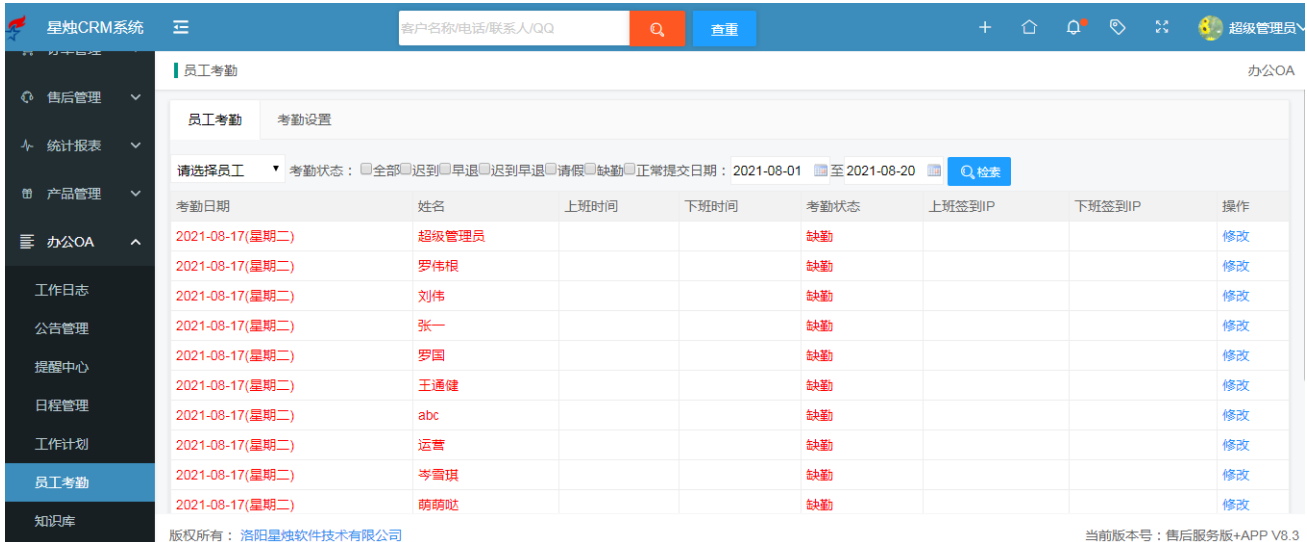 星烛CRM系统
客户名称/电话/联系人/QQ
查重
超级管理员
订单管理
售后管理
统计报表
产品管理
办公OA
工作日志
公告管理
提醒中心
日程管理
工作计划
员工考勤
知识库
员工考勤 办公OA
员工考勤 考勤设置
请选择员工 考勤状态： 全部 迟到 早退 迟到早退 请假 缺勤 正常 提交日期： 2021-08-01 至 2021-08-20 检索
考勤日期 姓名 上班时间 下班时间 考勤状态 上班签到IP 下班签到IP 操作
2021-08-17(星期二) 超级管理员 缺勤 修改
2021-08-17(星期二) 罗伟根 缺勤 修改
2021-08-17(星期二) 刘伟 缺勤 修改
2021-08-17(星期二) 张一 缺勤 修改
2021-08-17(星期二) 罗国 缺勤 修改
2021-08-17(星期二) 王通健 缺勤 修改
2021-08-17(星期二) abc 缺勤 修改
2021-08-17(星期二) 运营 缺勤 修改
2021-08-17(星期二) 岑雪琪 缺勤 修改
2021-08-17(星期二) 萌萌哒 缺勤 修改
版权所有： 洛阳星烛软件技术有限公司 当前版本号：售后服务版+APP V8.3